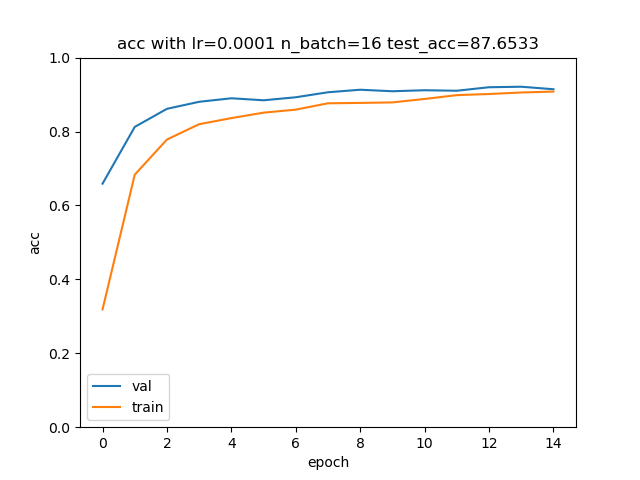 acc with lr=0.0001 n_batch=16 test_acc=87.6533
1.0
0.8
0.6
0.4
0.2
0.0
acc
val
train
0 2 4 6 8 10 12 14
epoch